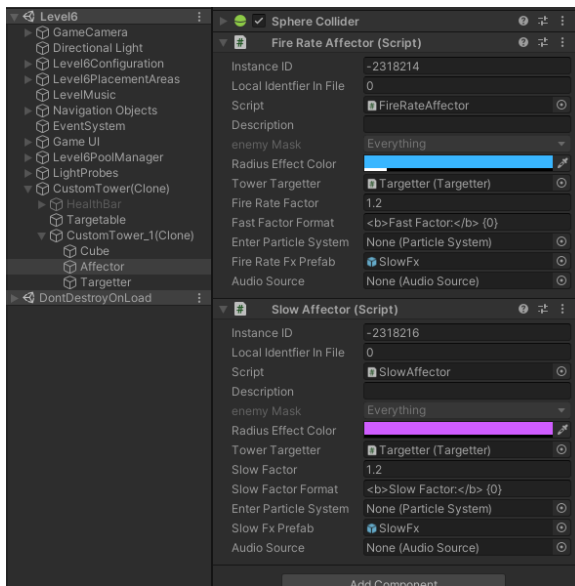 Level6
GameCamera
Directional Light
Level6Configuration
Level6PlacementAreas
LevelMusic
Navigation Objects
EventSystem
Game UI
Level6PoolManager
LightProbes
CustomTower(Clone)
HealthBar
Targetable
CustomTower_1(Clone)
Cube
Affector
Targetter
DontDestroyOnLoad
Sphere Collider
# Fire Rate Affector (Script)
Instance ID -2318214
Local Identfier In File 0
Script FireRateAffector
Description
enemy Mask Everything
Radius Effect Color
Tower Targetter Targetter (Targetter)
Fire Rate Factor 1.2
Fast Factor Format <b>Fast Factor:</b> {0}
Enter Particle System None (Particle System)
Fire Rate Fx Prefab SlowFx
Audio Source None (Audio Source)
# Slow Affector (Script)
Instance ID -2318216
Local Identfier In File 0
Script SlowAffector
Description
enemy Mask Everything
Radius Effect Color
Tower Targetter Targetter (Targetter)
Slow Factor 1.2
Slow Factor Format <b>Slow Factor:</b> {0}
Enter Particle System None (Particle System)
Slow Fx Prefab SlowFx
Audio Source None (Audio Source)
Add Component